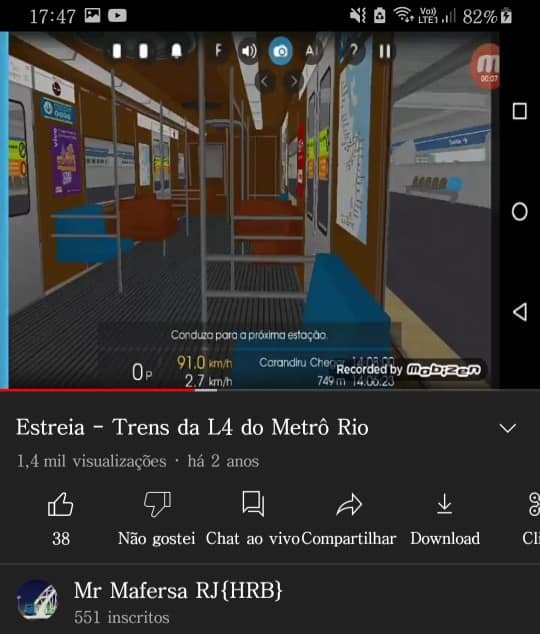 17:47
Vo))
LTE1
82%
F
A
?
00:07
Conduza para a próxima estação.
0 P
91.0 km/h
2.7 km/h
Carandiru Chegar 14:08:00
749 m 14:06:23
Recorded by mobizen
Estreia - Trens da L4 do Metrô Rio
1,4 mil visualizações · há 2 anos
38
Não gostei
Chat ao vivo
Compartilhar
Download
Cli
Mr Mafersa RJ{HRB}
551 inscritos